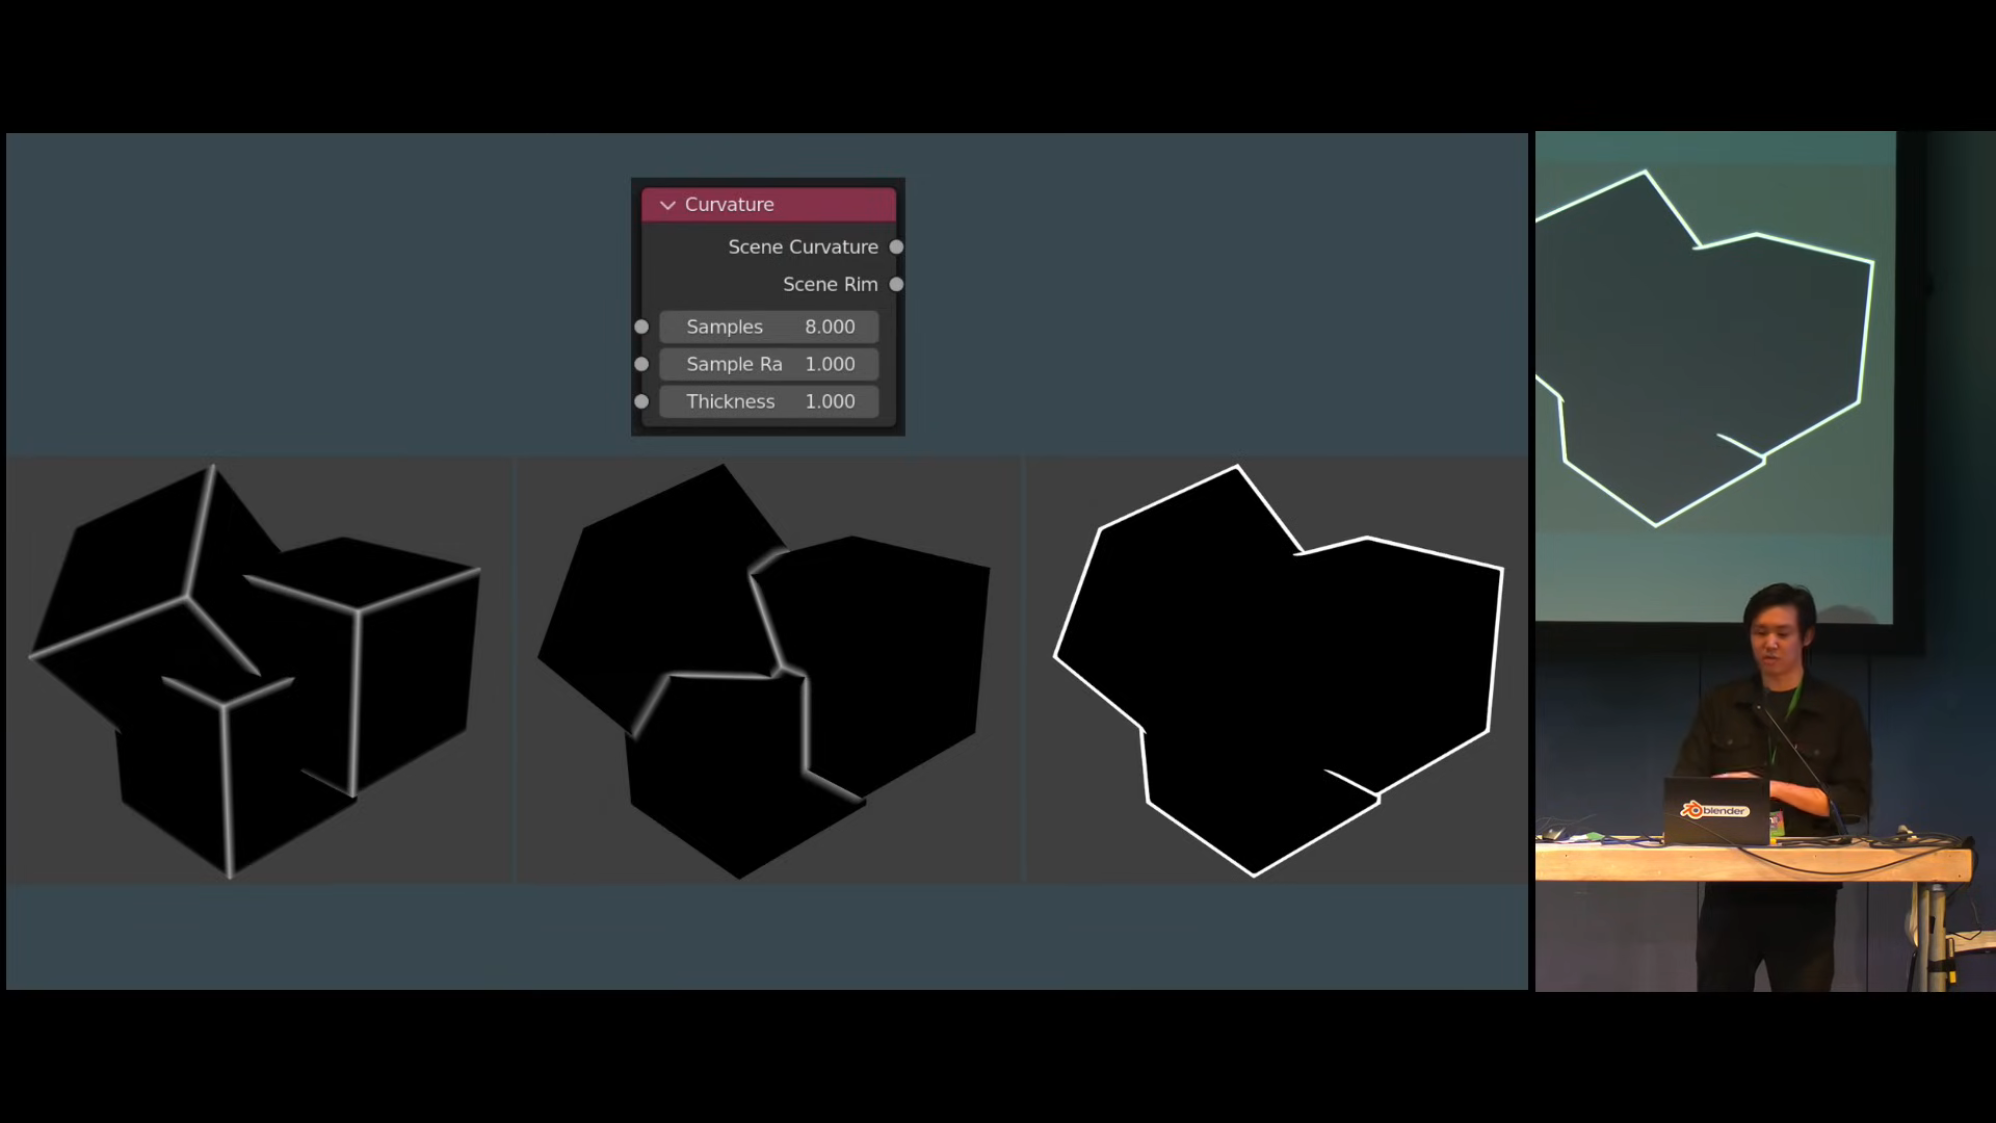 Curvature
Scene Curvature
Scene Rim
Samples 8.000
Sample Ra 1.000
Thickness 1.000
blender